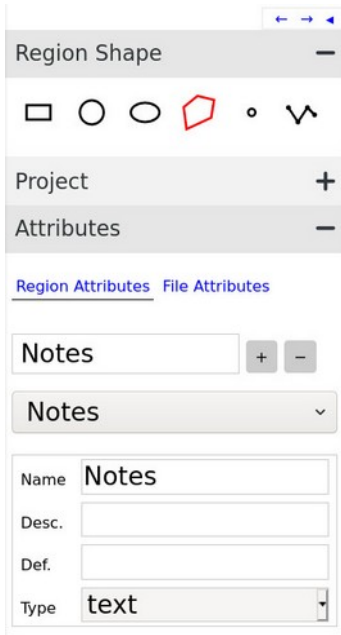 Region Shape
Project
Attributes
Region Attributes File Attributes
Notes + −
Notes
Name Notes
Desc.
Def.
Type text